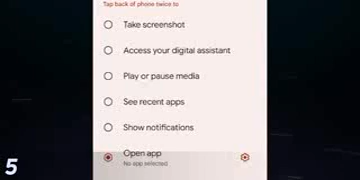 Tap back of phone twice to
Take screenshot
Access your digital assistant
Play or pause media
See recent apps
Show notifications
Open app
No app selected
5